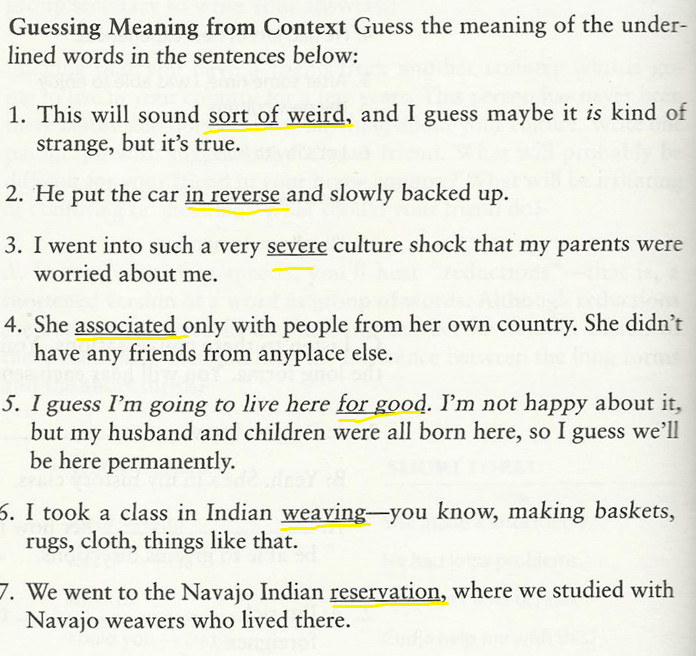 Guessing Meaning from Context Guess the meaning of the under-
lined words in the sentences below:
1. This will sound sort of weird, and I guess maybe it is kind of
strange, but it's true.
2. He put the car in reverse and slowly backed up.
3. I went into such a very severe culture shock that my parents were
worried about me.
4. She associated only with people from her own country. She didn't
have any friends from anyplace else.
5. I guess I'm going to live here for good. I'm not happy about it,
but my husband and children were all born here, so I guess we'll
be here permanently.
6. I took a class in Indian weaving—you know, making baskets,
rugs, cloth, things like that.
7. We went to the Navajo Indian reservation, where we studied with
Navajo weavers who lived there.